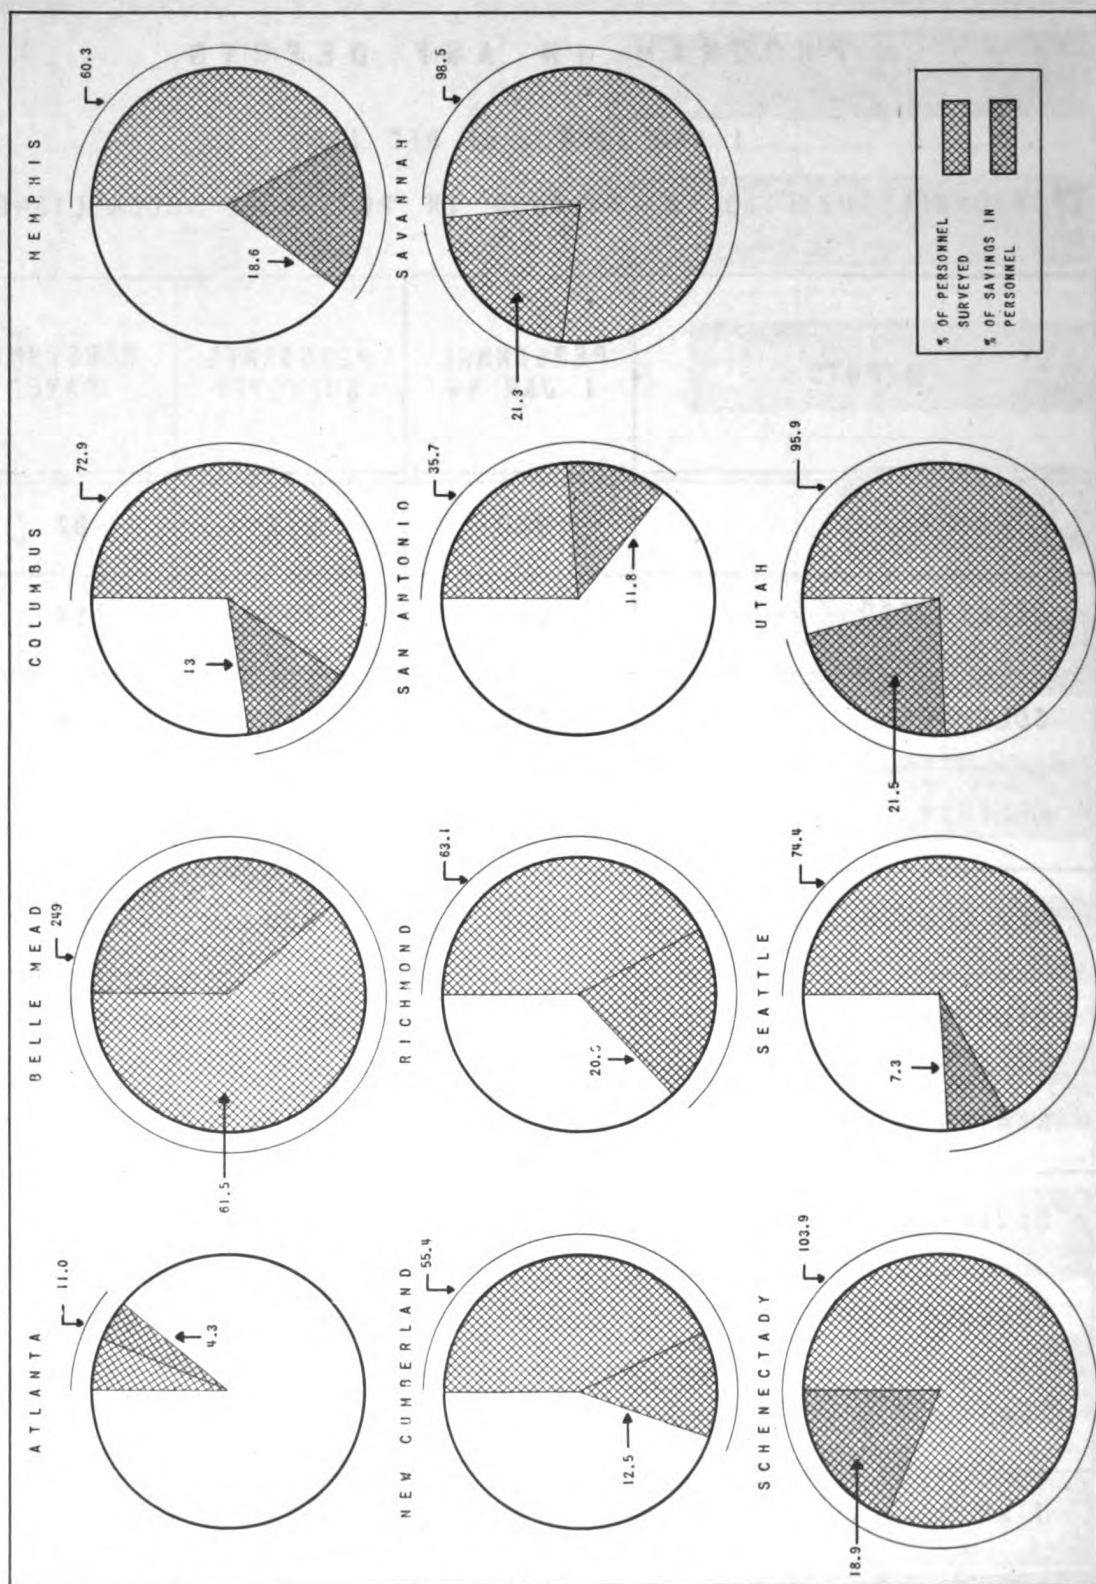 ATLANTA
11.0
4.3
BELLE MEAD
249
61.5
COLUMBUS
72.9
13
MEMPHIS
60.3
18.6
NEW CUMBERLAND
55.4
12.5
RICHMOND
63.1
SAN ANTONIO
35.7
11.8
SAVANNAH
98.5
21.3
SCHENECTADY
103.9
18.9
SEATTLE
74.4
7.3
UTAH
95.9
21.5
% OF PERSONNEL
SURVEYED
% OF SAVINGS IN
PERSONNEL